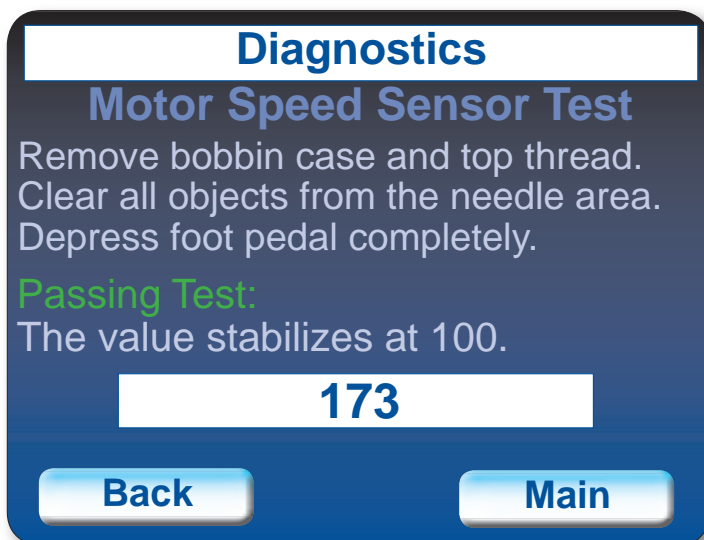 Diagnostics
Motor Speed Sensor Test
Remove bobbin case and top thread.
Clear all objects from the needle area.
Depress foot pedal completely.
Passing Test:
The value stabilizes at 100.
173
Back
Main